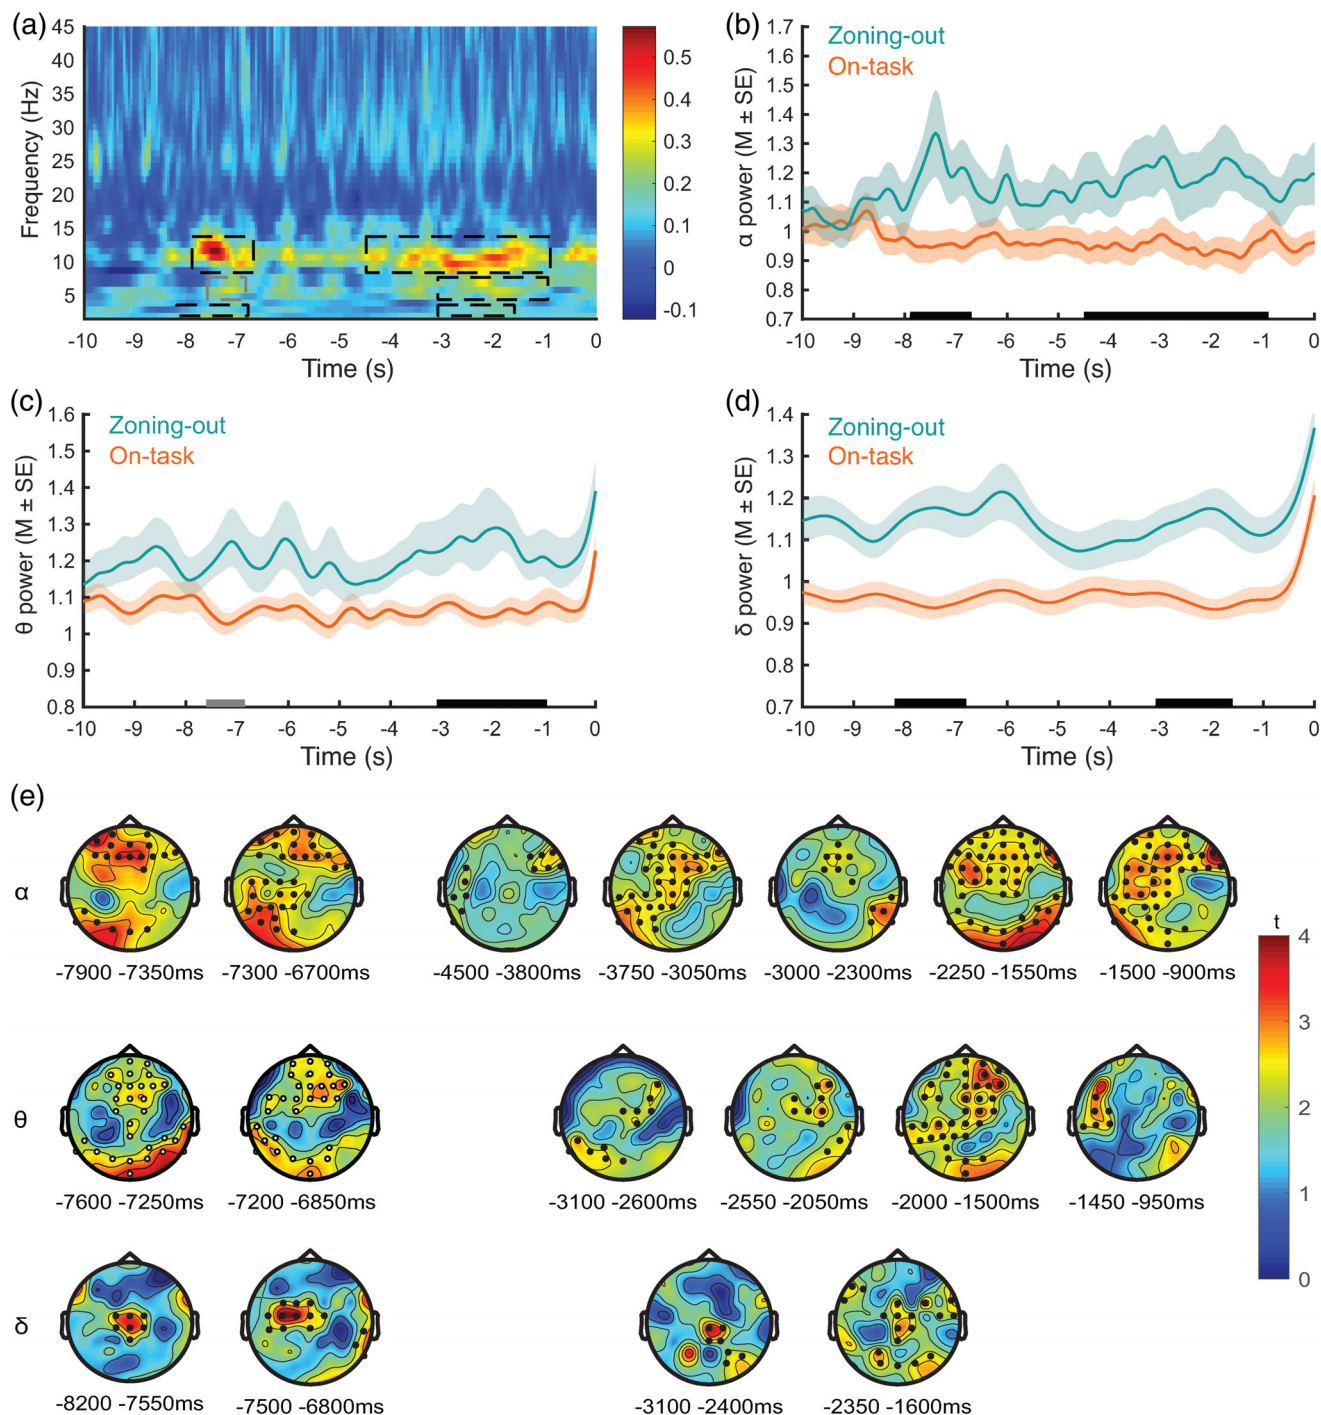 (a)
45
40
35
30
25
20
15
10
5
Frequency (Hz)
-10 -9 -8 -7 -6 -5 -4 -3 -2 -1 0
Time (s)
0.5
0.4
0.3
0.2
0.1
0
-0.1
(b)
Zoning-out
On-task
1.7
1.6
1.5
1.4
1.3
1.2
1.1
1
0.9
0.8
0.7
α power (M ± SE)
-10 -9 -8 -7 -6 -5 -4 -3 -2 -1 0
Time (s)
(c)
Zoning-out
On-task
1.6
1.5
1.4
1.3
1.2
1.1
1
0.9
0.8
θ power (M ± SE)
-10 -9 -8 -7 -6 -5 -4 -3 -2 -1 0
Time (s)
(d)
Zoning-out
On-task
1.4
1.3
1.2
1.1
1
0.9
0.8
0.7
δ power (M ± SE)
-10 -9 -8 -7 -6 -5 -4 -3 -2 -1 0
Time (s)
(e)
α
-7900 -7350ms -7300 -6700ms -4500 -3800ms -3750 -3050ms -3000 -2300ms -2250 -1550ms -1500 -900ms
θ
-7600 -7250ms -7200 -6850ms -3100 -2600ms -2550 -2050ms -2000 -1500ms -1450 -950ms
δ
-8200 -7550ms -7500 -6800ms -3100 -2400ms -2350 -1600ms
t
4
3
2
1
0